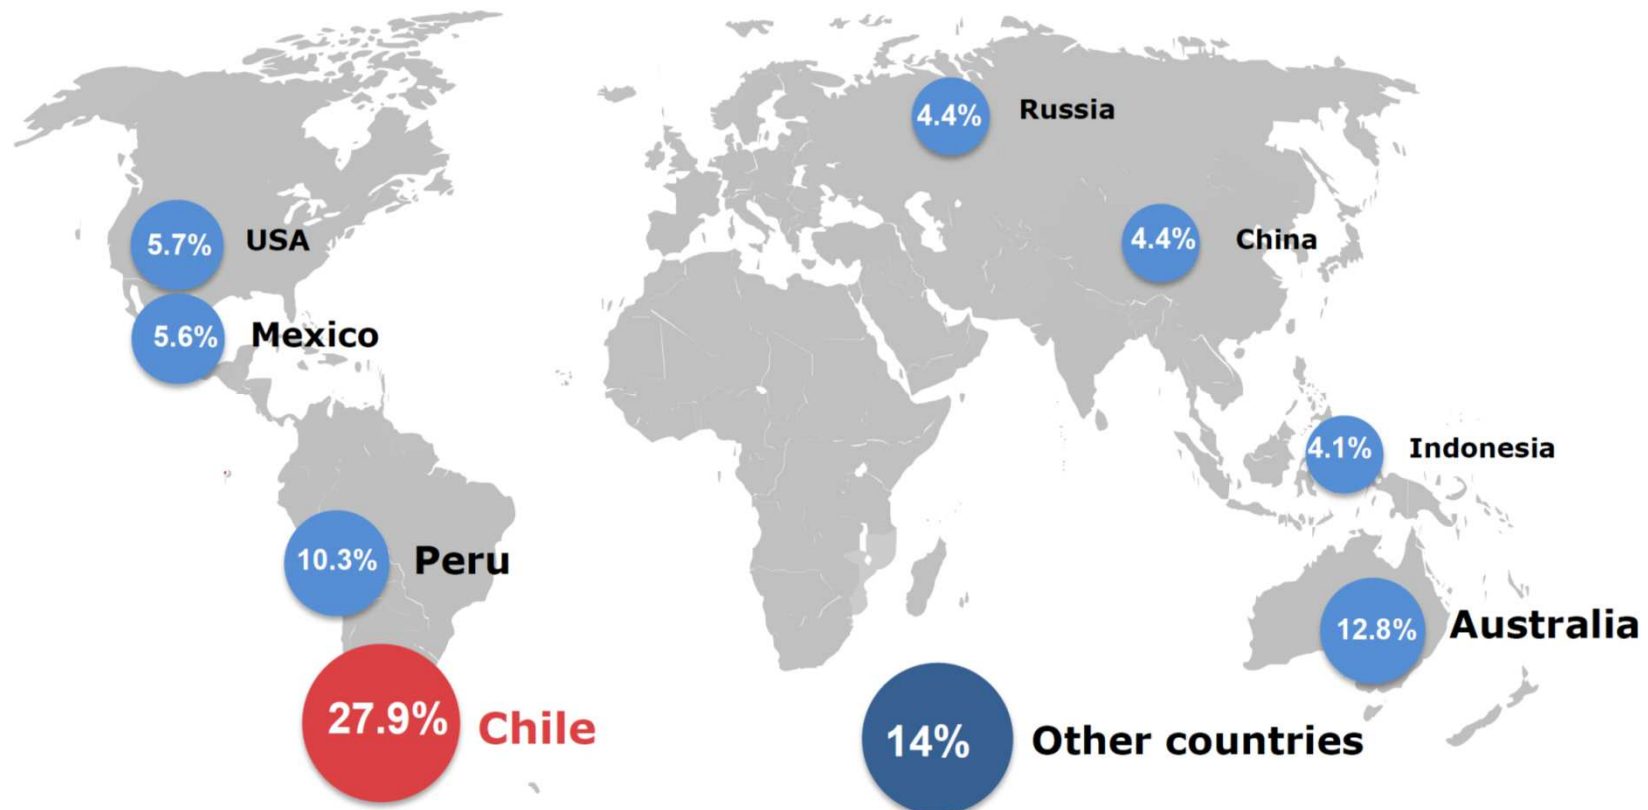 4.4% Russia
5.7% USA
4.4% China
5.6% Mexico
4.1% Indonesia
10.3% Peru
12.8% Australia
27.9% Chile
14% Other countries